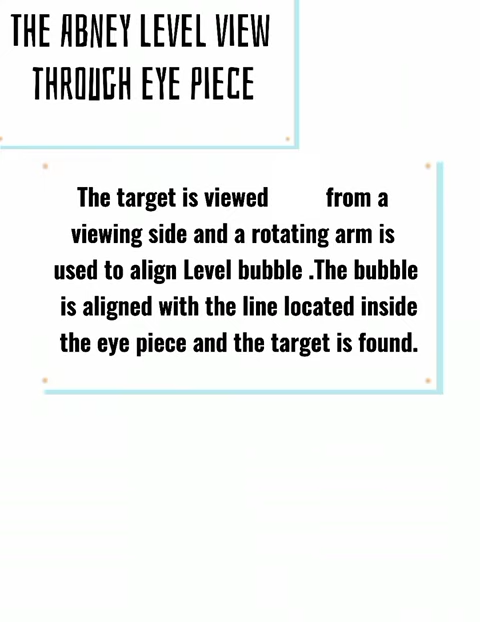 THE ABNEY LEVEL VIEW
THROUGH EYE PIECE
The target is viewed from a
viewing side and a rotating arm is
used to align Level bubble .The bubble
is aligned with the line located inside
the eye piece and the target is found.